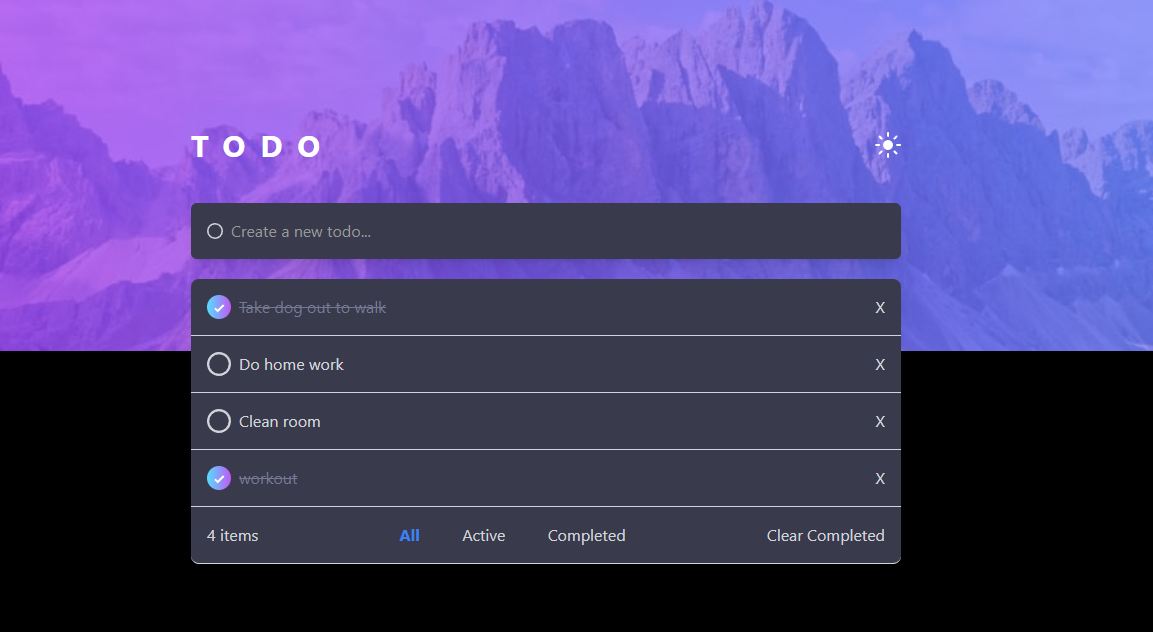 TODO
Create a new todo...
Take dog out to walk X
Do home work X
Clean room X
workout X
4 items All Active Completed Clear Completed